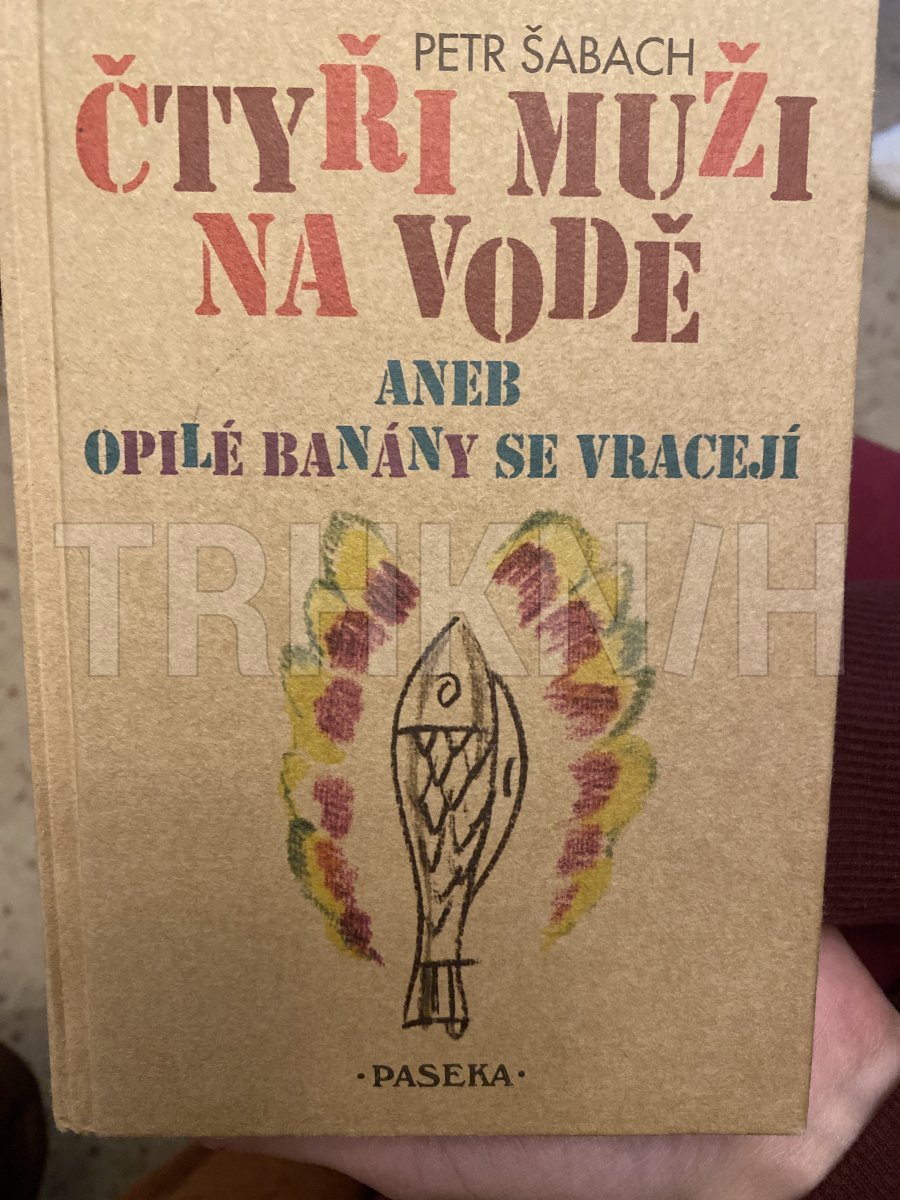 PETR ŠABACH
ČTYŘI MUŽI
NA VODĚ
ANEB
OPILÉ BANÁNY SE VRACEJÍ
TRHKNIH
·PASEKA·